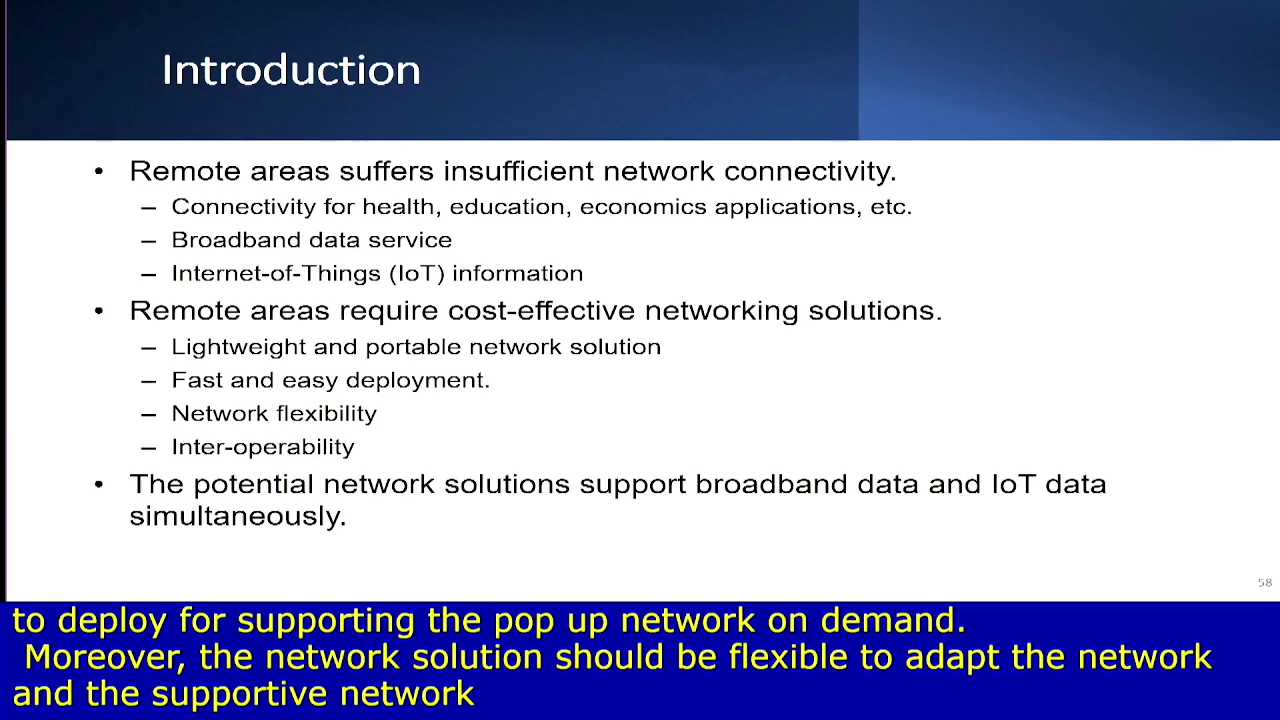 Introduction
• Remote areas suffers insufficient network connectivity.
– Connectivity for health, education, economics applications, etc.
– Broadband data service
– Internet-of-Things (IoT) information
• Remote areas require cost-effective networking solutions.
– Lightweight and portable network solution
– Fast and easy deployment.
– Network flexibility
– Inter-operability
• The potential network solutions support broadband data and IoT data
simultaneously.
58
to deploy for supporting the pop up network on demand.
Moreover, the network solution should be flexible to adapt the network
and the supportive network